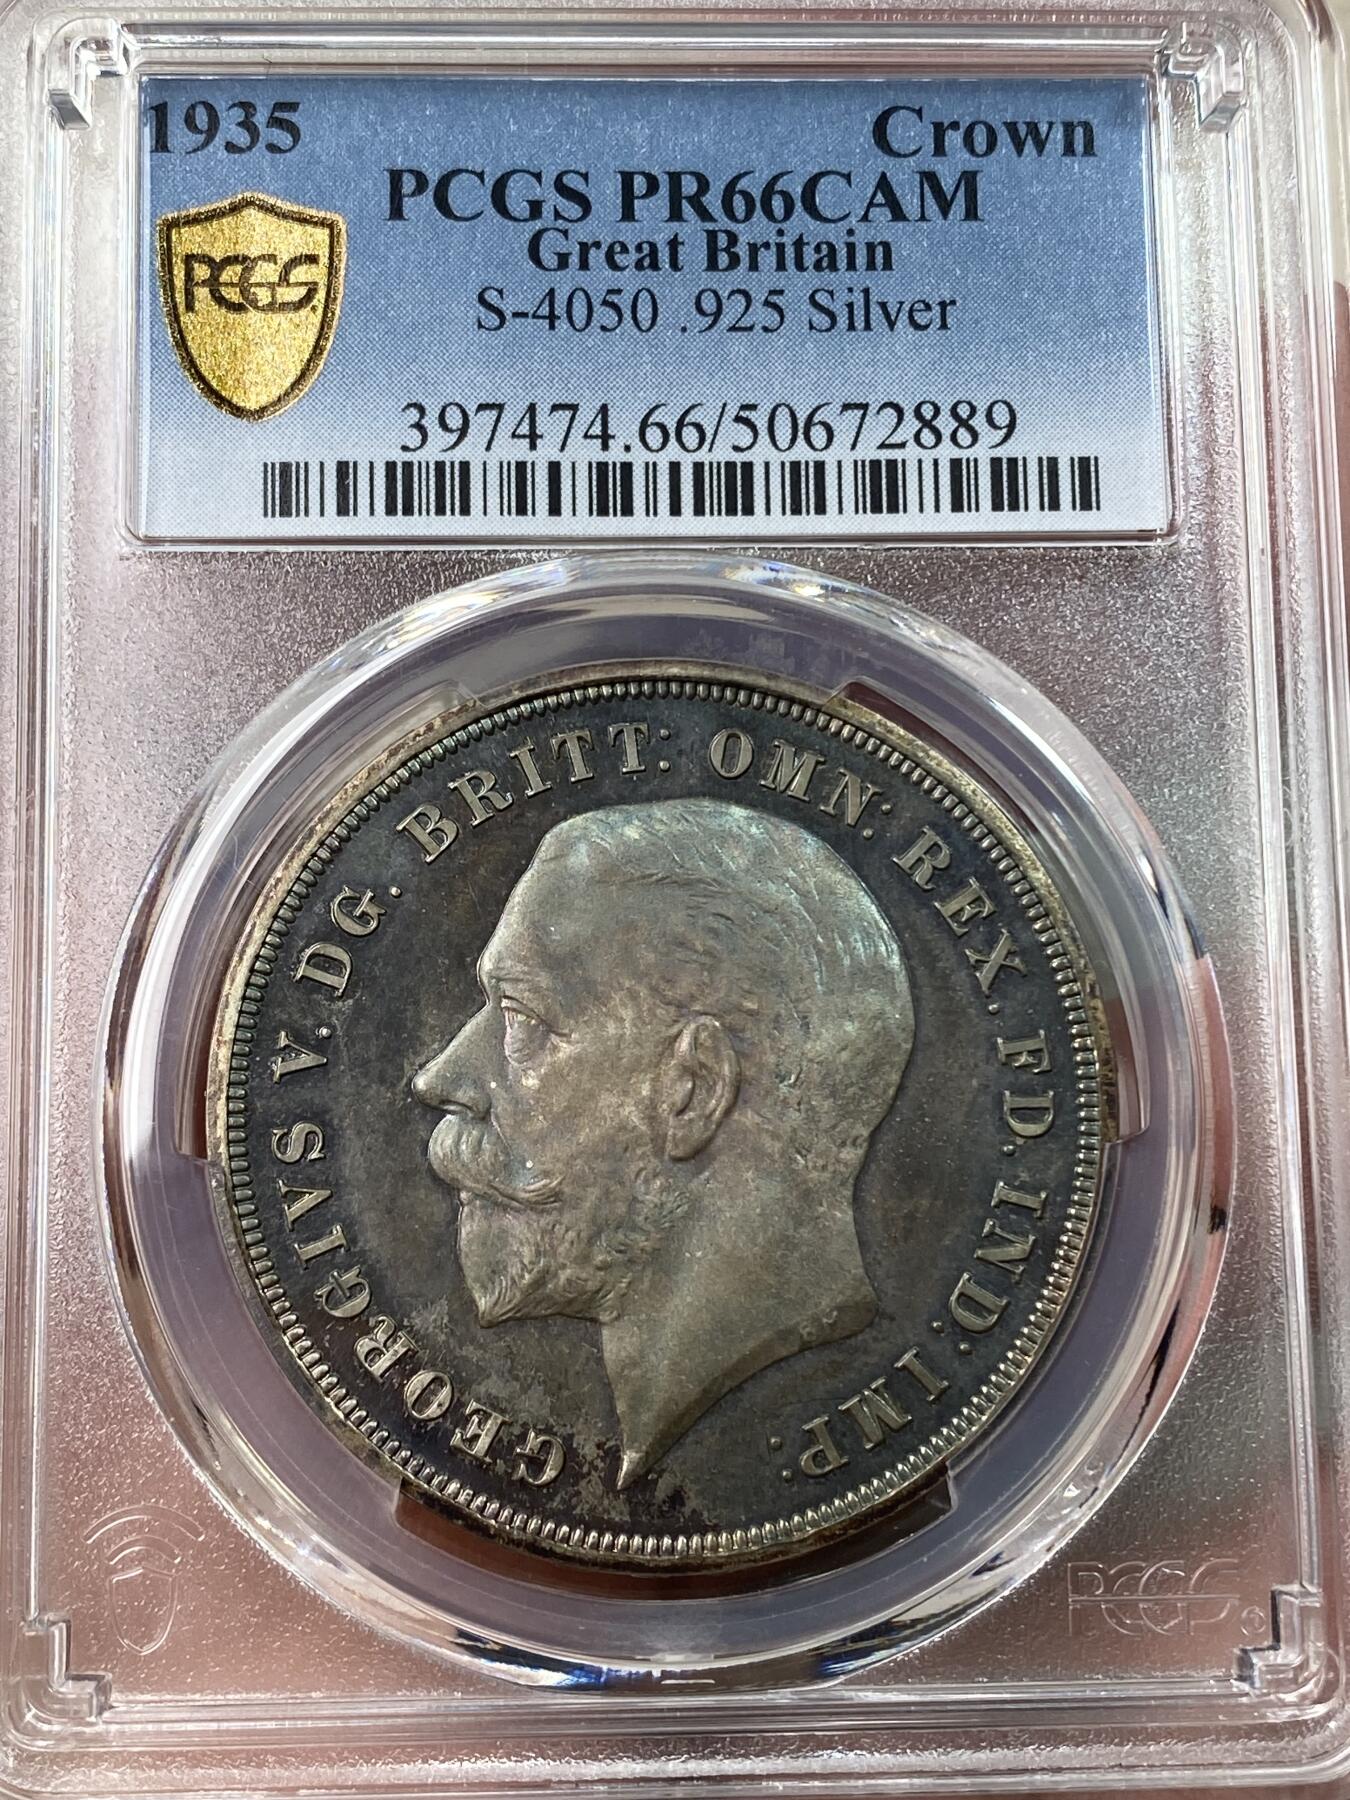 1935 Crown
PCGS PR66CAM
Great Britain
S-4050 .925 Silver
397474.66/50672889
PCGS
GEORGIVS V. DG. BRITT: OMN: REX. FD. IND: IMP:
PCGS